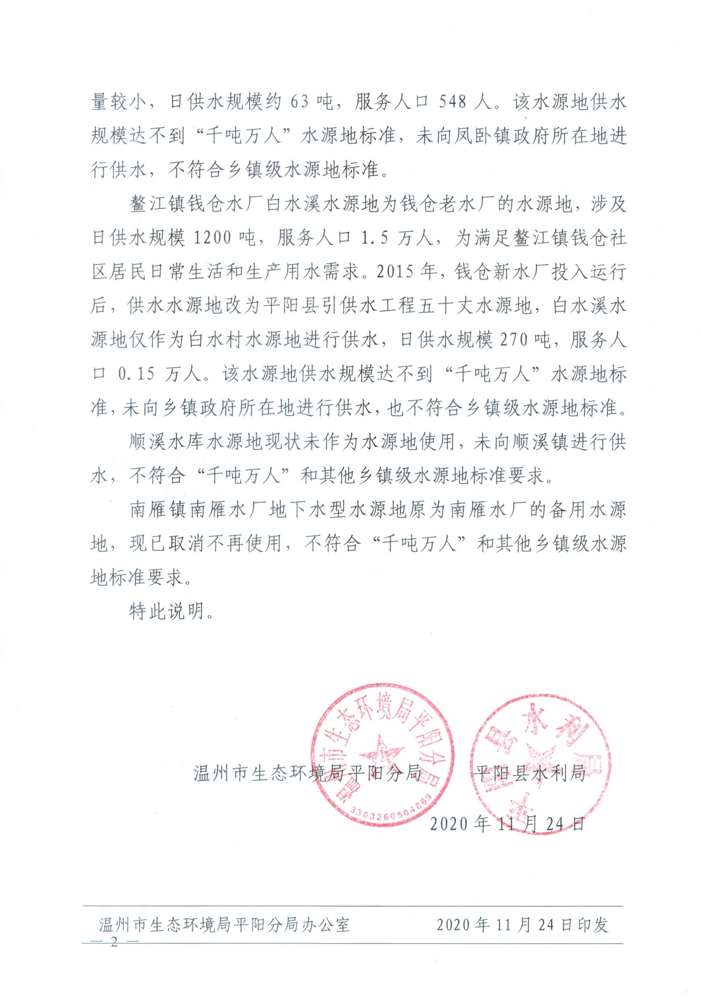 量较小，日供水规模约 63 吨，服务人口 548 人。该水源地供水
规模达不到“千吨万人”水源地标准，未向凤卧镇政府所在地进
行供水，不符合乡镇级水源地标准。
鳌江镇钱仓水厂白水溪水源地为钱仓老水厂的水源地，涉及
日供水规模 1200 吨，服务人口 1.5 万人，为满足鳌江镇钱仓社
区居民日常生活和生产用水需求。2015 年，钱仓新水厂投入运行
后，供水水源地改为平阳县引供水工程五十丈水源地，白水溪水
源地仅作为白水村水源地进行供水，日供水规模 270 吨，服务人
口 0.15 万人。该水源地供水规模达不到“千吨万人”水源地标
准，未向乡镇政府所在地进行供水，也不符合乡镇级水源地标准。
顺溪水库水源地现状未作为水源地使用，未向顺溪镇进行供
水，不符合“千吨万人”和其他乡镇级水源地标准要求。
南雁镇南雁水厂地下水型水源地原为南雁水厂的备用水源
地，现已取消不再使用，不符合“千吨万人”和其他乡镇级水源
地标准要求。
特此说明。
温州市生态环境局平阳分局
3303260504869
平阳县水利局
温州市生态环境局平阳分局 平阳县水利局
2020 年 11 月 24 日
温州市生态环境局平阳分局办公室 2020 年 11 月 24 日印发
— 2 —